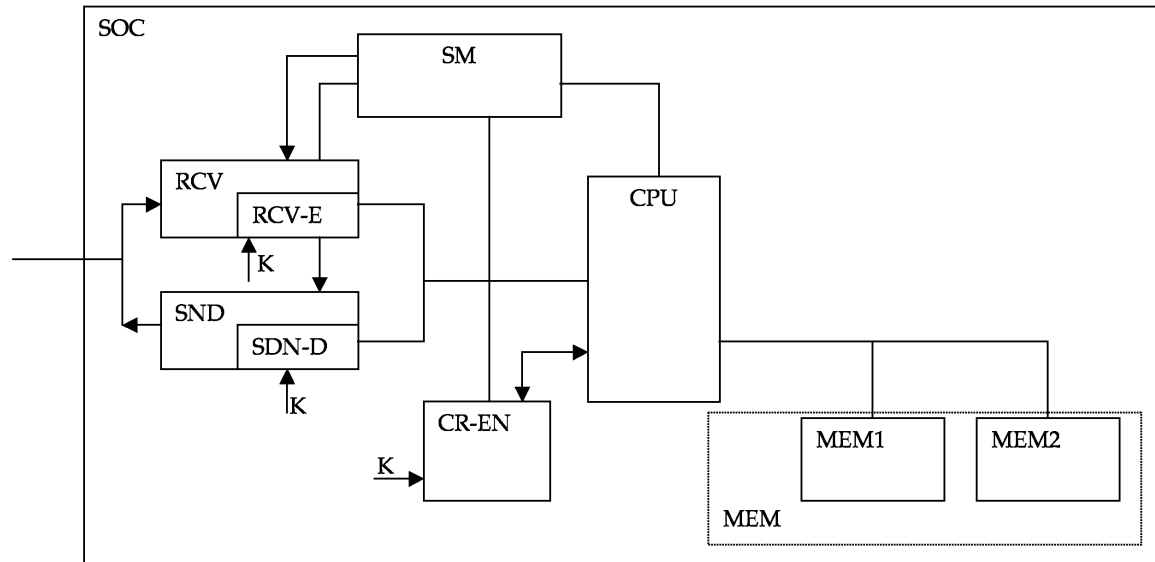 SOC
SM
RCV
RCV-E
K
CPU
SND
SDN-D
K
CR-EN
K
MEM1
MEM2
MEM